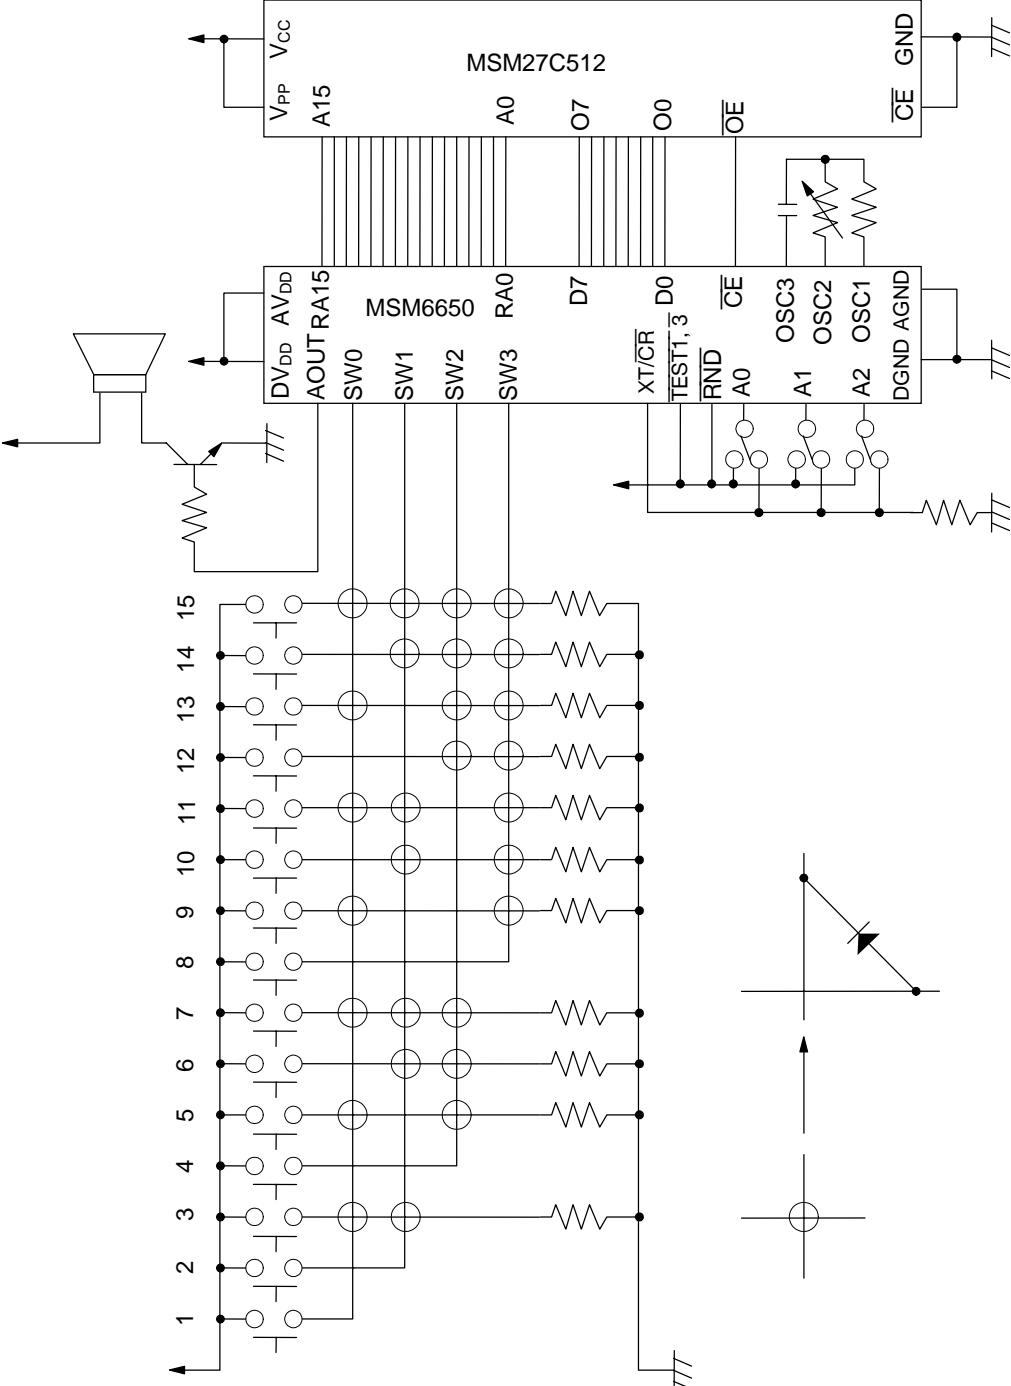 VCC
VPP
A15
MSM27C512
A0
O7
O0
OE
GND
CE
DVDD
AVDD
RA15
MSM6650
RA0
D7
D0
CE
OSC3
OSC2
OSC1
DGND
AGND
AOUT
SW0
SW1
SW2
SW3
XT/CR
TEST1, 3
RND
A0
A1
A2
15
14
13
12
11
10
9
8
7
6
5
4
3
2
1